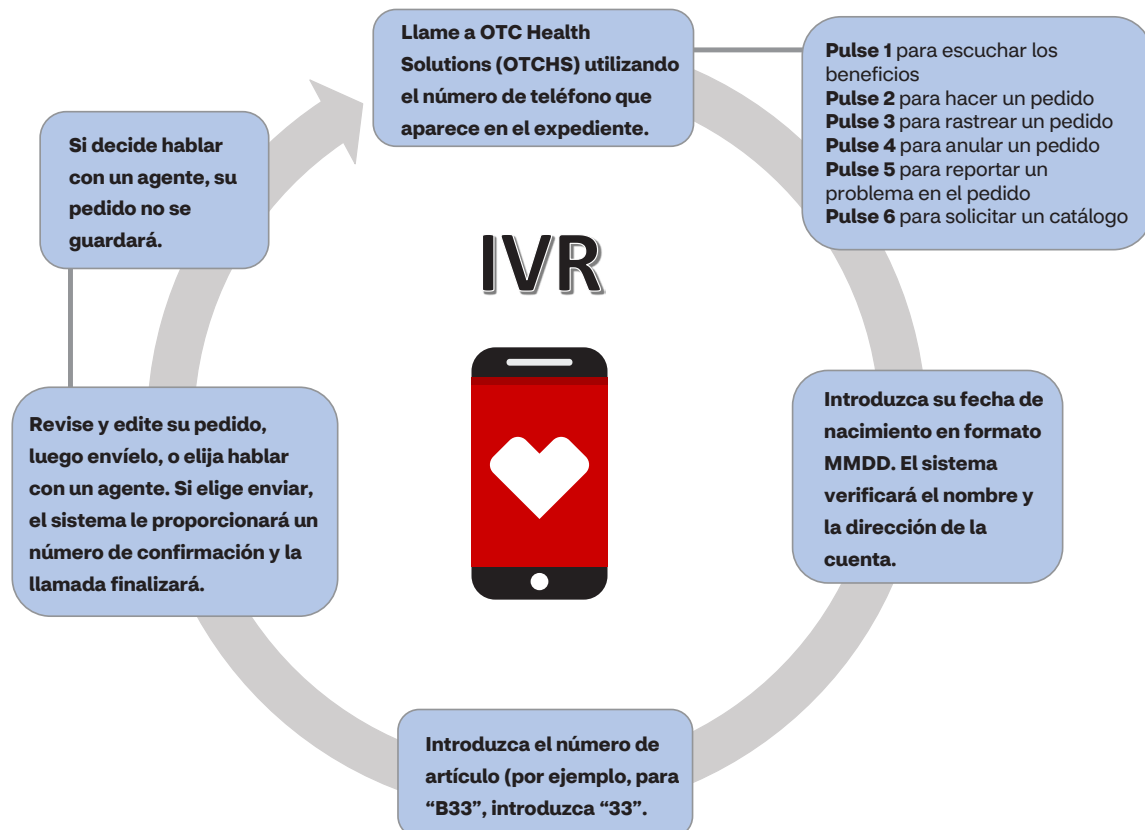 Llame a OTC Health
Solutions (OTCHS) utilizando
el número de teléfono que
aparece en el expediente.
Pulse 1 para escuchar los
beneficios
Pulse 2 para hacer un pedido
Pulse 3 para rastrear un pedido
Pulse 4 para anular un pedido
Pulse 5 para reportar un
problema en el pedido
Pulse 6 para solicitar un catálogo
Introduzca su fecha de
nacimiento en formato
MMDD. El sistema
verificará el nombre y
la dirección de la
cuenta.
Introduzca el número de
artículo (por ejemplo, para
“B33”, introduzca “33”.
Revise y edite su pedido,
luego envíelo, o elija hablar
con un agente. Si elige enviar,
el sistema le proporcionará un
número de confirmación y la
llamada finalizará.
Si decide hablar
con un agente, su
pedido no se
guardará.
IVR